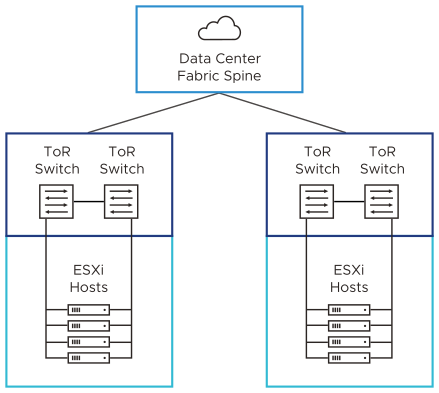 Data Center
Fabric Spine
ToR
Switch
ToR
Switch
ToR
Switch
ToR
Switch
ESXi
Hosts
ESXi
Hosts